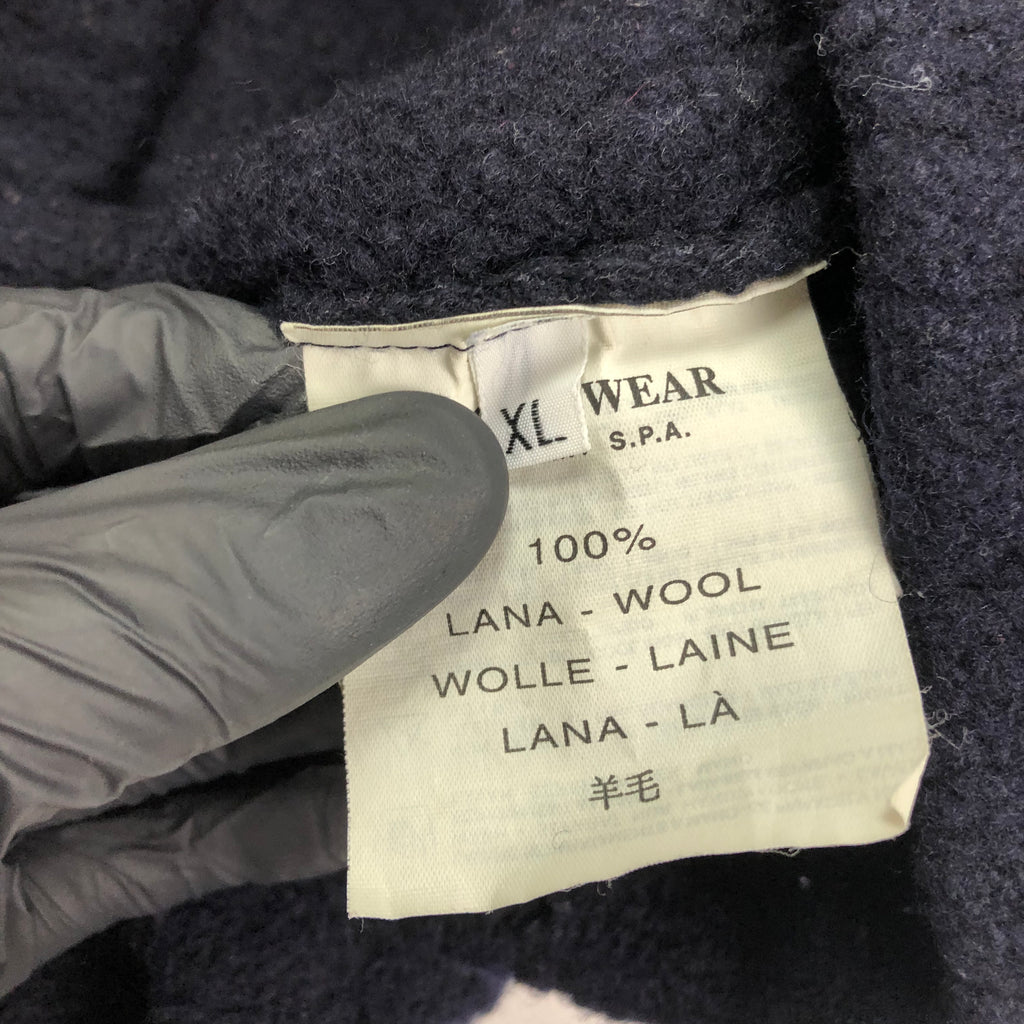 WEAR
XL
S.P.A.
100%
LANA - WOOL
WOLLE - LAINE
LANA - LÀ
羊毛